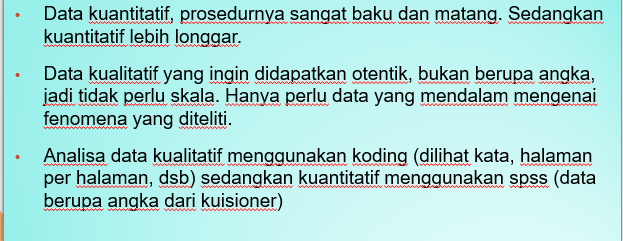 • Data kuantitatif, prosedurnya sangat baku dan matang. Sedangkan
kuantitatif lebih longgar.
• Data kualitatif yang ingin didapatkan otentik, bukan berupa angka,
jadi tidak perlu skala. Hanya perlu data yang mendalam mengenai
fenomena yang diteliti.
• Analisa data kualitatif menggunakan koding (dilihat kata, halaman
per halaman, dsb) sedangkan kuantitatif menggunakan spss (data
berupa angka dari kuisioner)